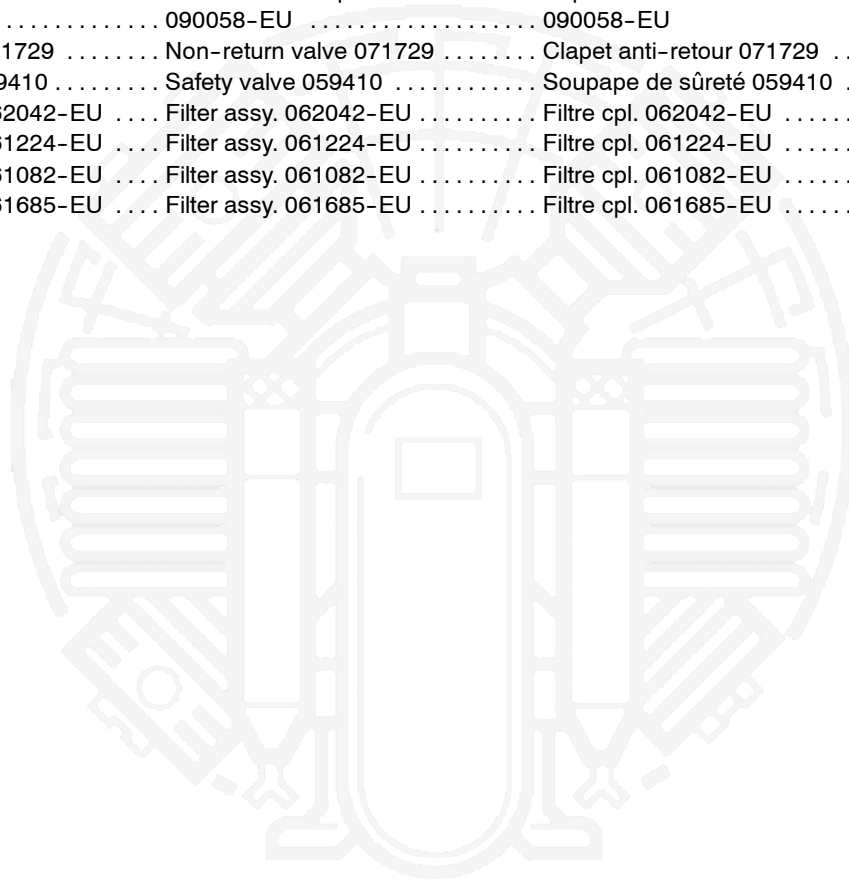 . . . . . . . . . . . . . . 090058-EU . . . . . . . . . . . . . . . . . . . 090058-EU
1729 . . . . . . . . Non-return valve 071729 . . . . . . . . Clapet anti-retour 071729 . .
9410 . . . . . . . . . Safety valve 059410 . . . . . . . . . . . . Soupape de sûreté 059410 .
62042-EU . . . . Filter assy. 062042-EU . . . . . . . . . . Filtre cpl. 062042-EU . . . . . .
61224-EU . . . . Filter assy. 061224-EU . . . . . . . . . . Filtre cpl. 061224-EU . . . . . .
61082-EU . . . . Filter assy. 061082-EU . . . . . . . . . . Filtre cpl. 061082-EU . . . . . .
61685-EU . . . . Filter assy. 061685-EU . . . . . . . . . . Filtre cpl. 061685-EU . . . . . .